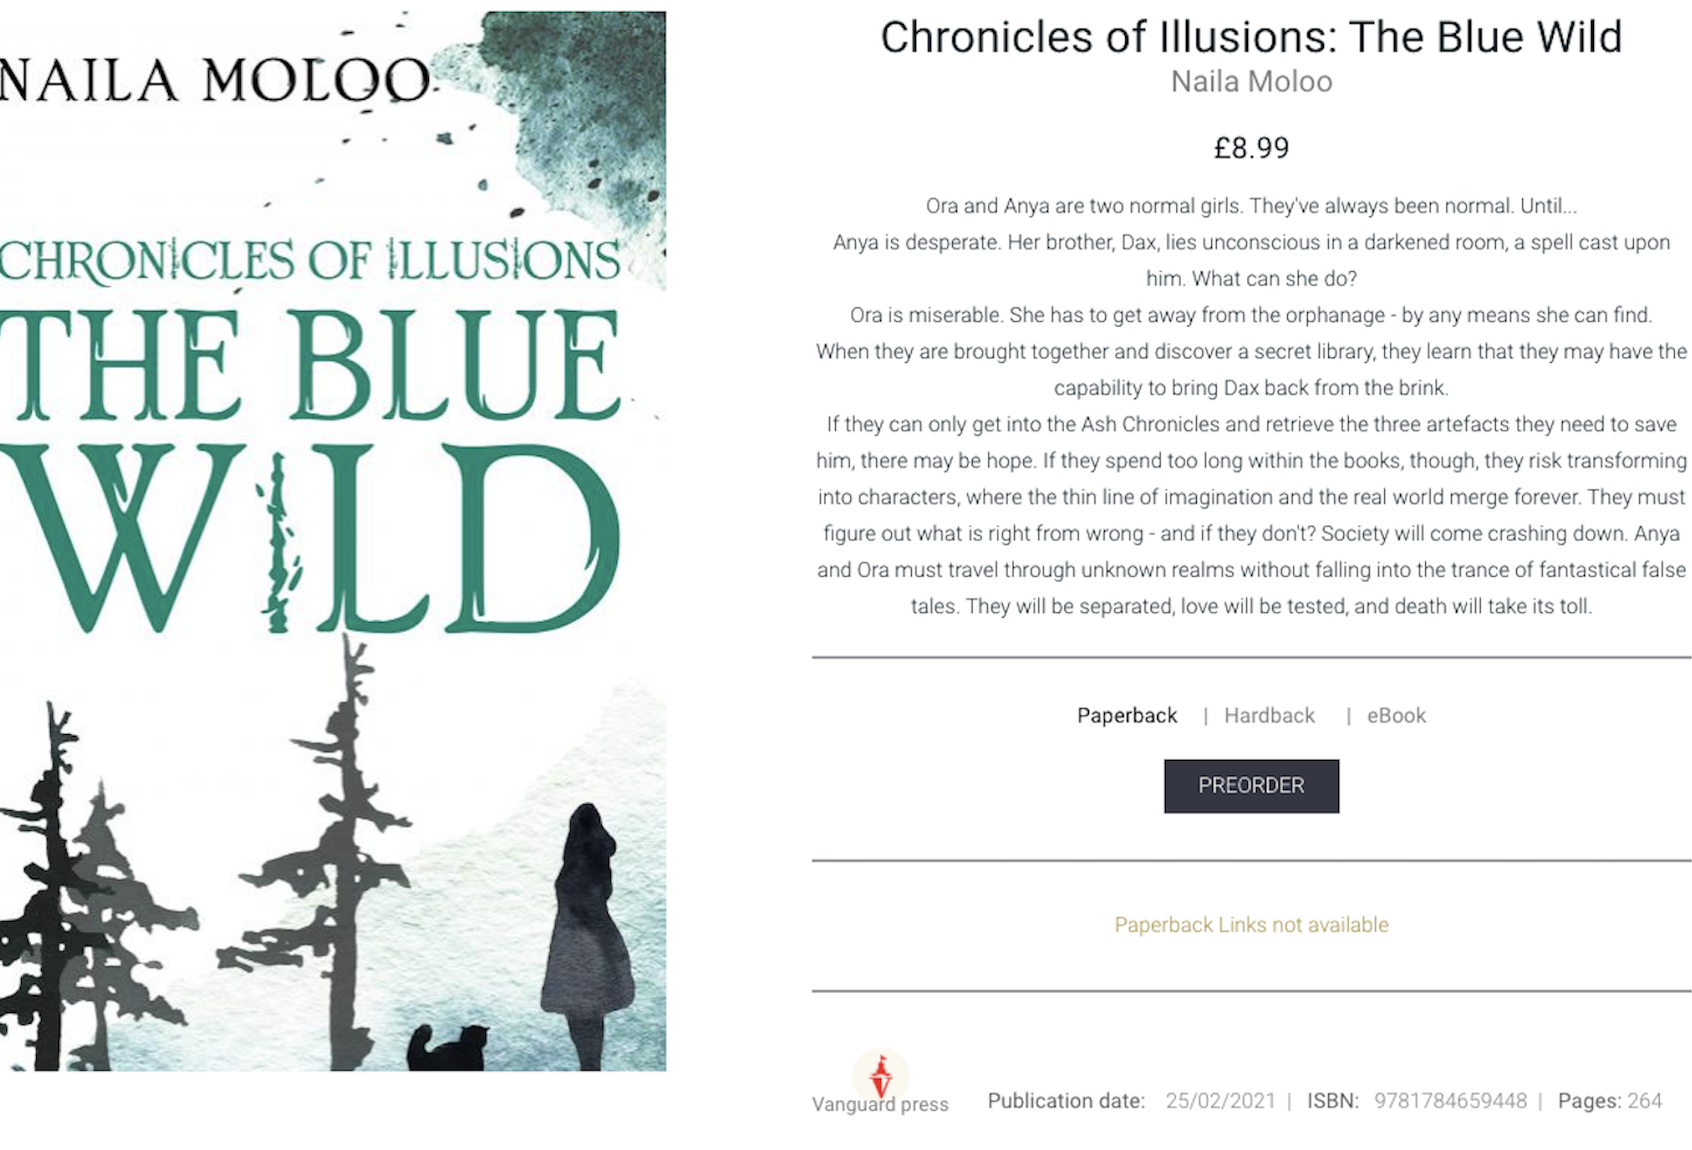 NAILA MOLOO
CHRONICLES OF ILLUSIONS
THE BLUE
WILD
Chronicles of Illusions: The Blue Wild
Naila Moloo
£8.99
Ora and Anya are two normal girls. They've always been normal. Until...
Anya is desperate. Her brother, Dax, lies unconscious in a darkened room, a spell cast upon
him. What can she do?
Ora is miserable. She has to get away from the orphanage - by any means she can find.
When they are brought together and discover a secret library, they learn that they may have the
capability to bring Dax back from the brink.
If they can only get into the Ash Chronicles and retrieve the three artefacts they need to save
him, there may be hope. If they spend too long within the books, though, they risk transforming
into characters, where the thin line of imagination and the real world merge forever. They must
figure out what is right from wrong - and if they don't? Society will come crashing down. Anya
and Ora must travel through unknown realms without falling into the trance of fantastical false
tales. They will be separated, love will be tested, and death will take its toll.
Paperback | Hardback | eBook
PREORDER
Paperback Links not available
Vanguard press Publication date: 25/02/2021 | ISBN: 9781784659448 | Pages: 264